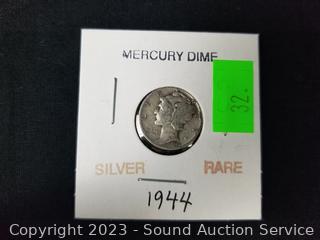 MERCURY DIME
32.
SILVER RARE
1944
Copyright 2023 - Sound Auction Service